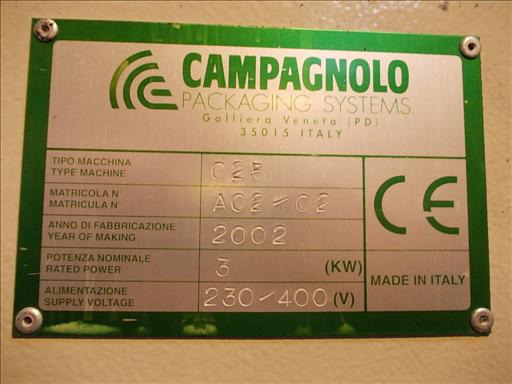 CAMPAGNOLO
PACKAGING SYSTEMS
Galliera Veneta (PD)
35015 ITALY
TIPO MACCHINA
TYPE MACHINE
C25
MATRICOLA N°
MATRICULA N°
A02-02
ANNO DI FABBRICAZIONE
YEAR OF MAKING
2002
POTENZA NOMINALE
RATED POWER
3 (KW)
ALIMENTAZIONE
SUPPLY VOLTAGE
230/400 (V)
CE
MADE IN ITALY